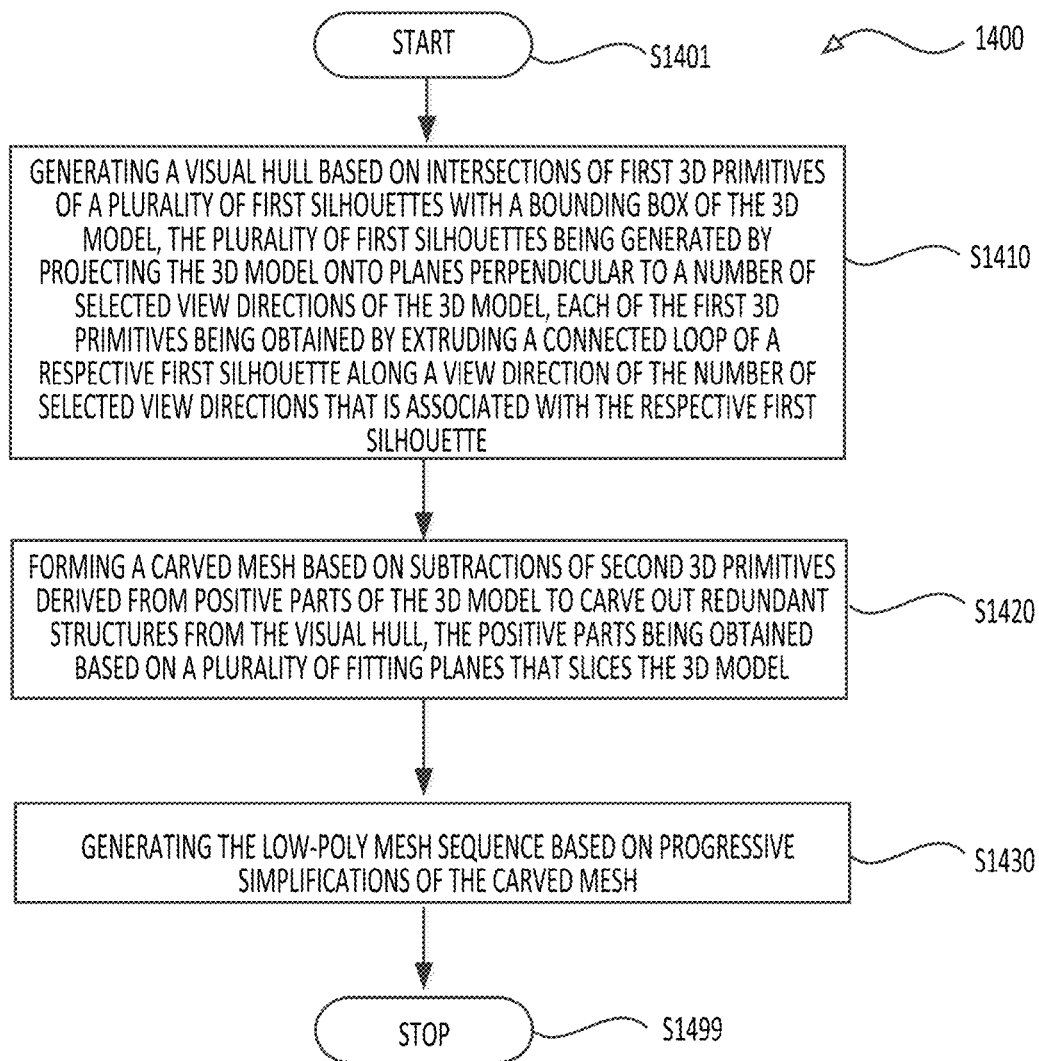 START
S1401
1400
GENERATING A VISUAL HULL BASED ON INTERSECTIONS OF FIRST 3D PRIMITIVES
OF A PLURALITY OF FIRST SILHOUETTES WITH A BOUNDING BOX OF THE 3D
MODEL, THE PLURALITY OF FIRST SILHOUETTES BEING GENERATED BY
PROJECTING THE 3D MODEL ONTO PLANES PERPENDICULAR TO A NUMBER OF
SELECTED VIEW DIRECTIONS OF THE 3D MODEL, EACH OF THE FIRST 3D
PRIMITIVES BEING OBTAINED BY EXTRUDING A CONNECTED LOOP OF A
RESPECTIVE FIRST SILHOUETTE ALONG A VIEW DIRECTION OF THE NUMBER OF
SELECTED VIEW DIRECTIONS THAT IS ASSOCIATED WITH THE RESPECTIVE FIRST
SILHOUETTE
S1410
FORMING A CARVED MESH BASED ON SUBTRACTIONS OF SECOND 3D PRIMITIVES
DERIVED FROM POSITIVE PARTS OF THE 3D MODEL TO CARVE OUT REDUNDANT
STRUCTURES FROM THE VISUAL HULL, THE POSITIVE PARTS BEING OBTAINED
BASED ON A PLURALITY OF FITTING PLANES THAT SLICES THE 3D MODEL
S1420
GENERATING THE LOW-POLY MESH SEQUENCE BASED ON PROGRESSIVE
SIMPLIFICATIONS OF THE CARVED MESH
S1430
STOP
S1499